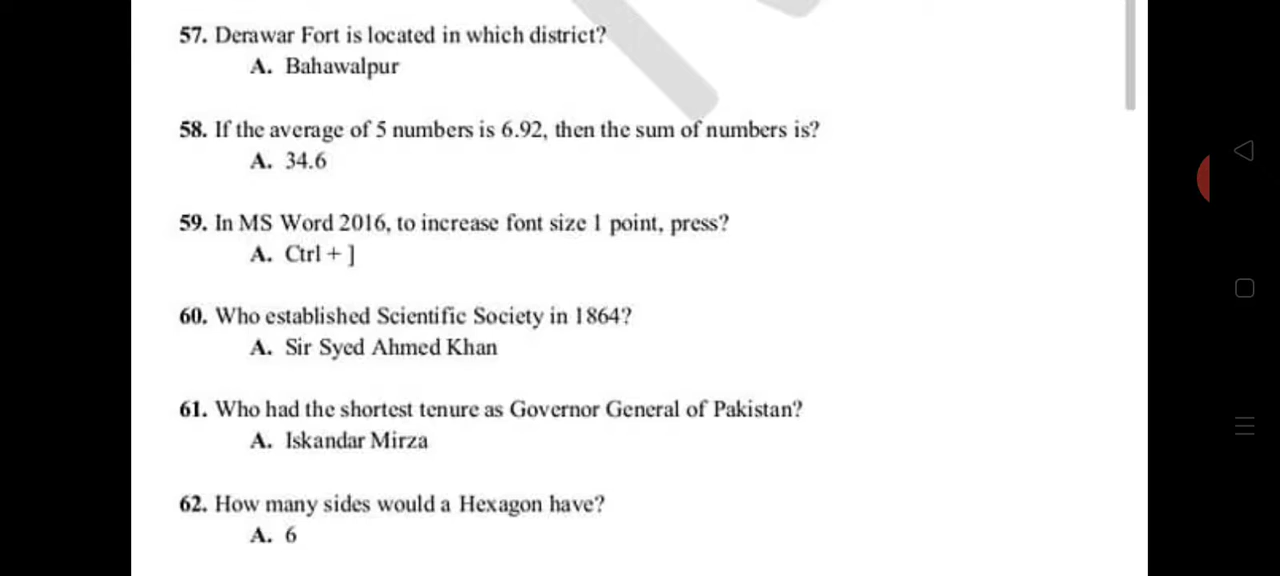 57. Derawar Fort is located in which district?
A. Bahawalpur
58. If the average of 5 numbers is 6.92, then the sum of numbers is?
A. 34.6
59. In MS Word 2016, to increase font size 1 point, press?
A. Ctrl + ]
60. Who established Scientific Society in 1864?
A. Sir Syed Ahmed Khan
61. Who had the shortest tenure as Governor General of Pakistan?
A. Iskandar Mirza
62. How many sides would a Hexagon have?
A. 6